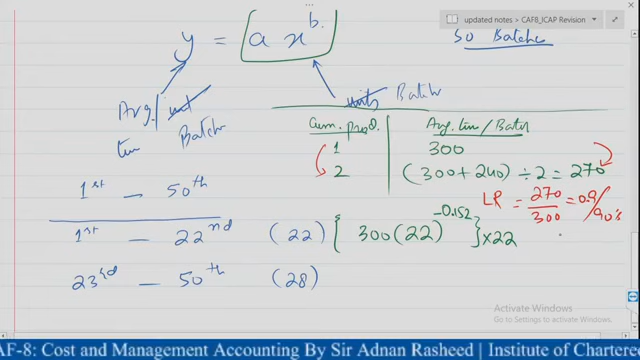 updated notes @CAF8_ICAP Revision
50 Batches
y = a x^b.
Avg. tim / unit Batch
units Batch
Cum. prod. | Avg. tim / Batch
1 | 300
2 | (300 + 240) ÷ 2 = 270
LR = 270/300 = 0.9/90%
1st — 50th
1st — 22nd (22) { 300(22)^-0.152 } × 22
23rd — 50th (28)
Activate Windows
Go to Settings to activate Windows.
AF-8: Cost and Management Accounting By Sir Adnan Rasheed | Institute of Charter